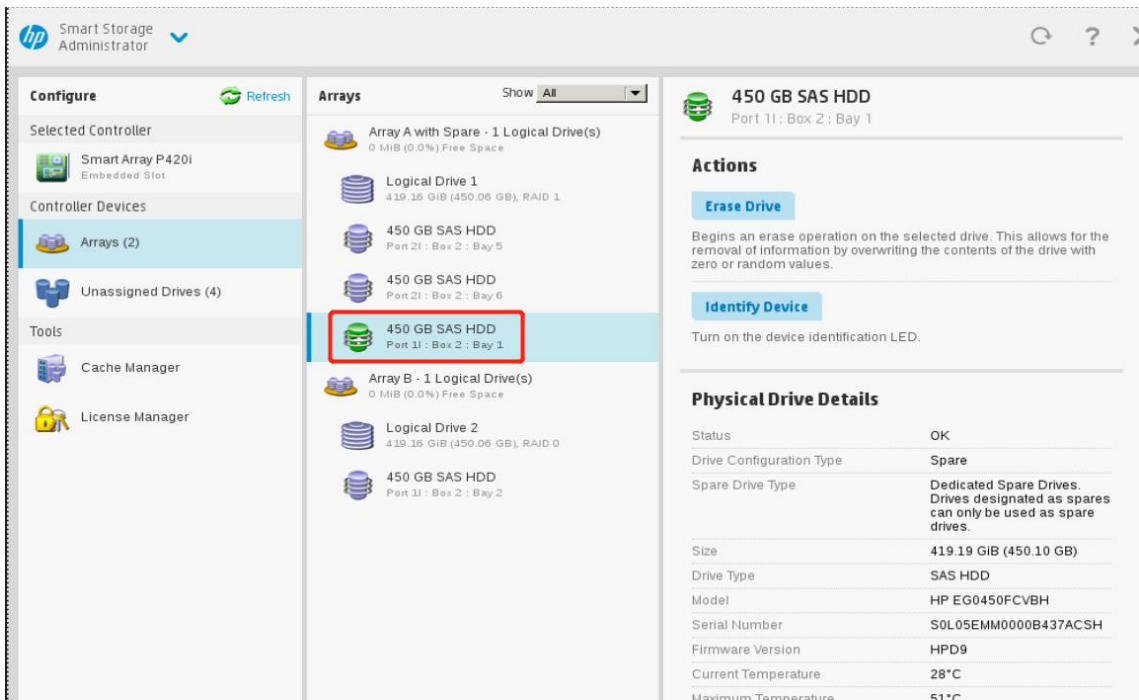 hp
Smart Storage
Administrator
?
Configure
Refresh
Selected Controller
Smart Array P420i
Embedded Slot
Controller Devices
Arrays (2)
Unassigned Drives (4)
Tools
Cache Manager
License Manager
Arrays
Show All
Array A with Spare - 1 Logical Drive(s)
0 MiB (0.0%) Free Space
Logical Drive 1
419.16 GiB (450.06 GB), RAID 1
450 GB SAS HDD
Port 2I : Box 2 : Bay 5
450 GB SAS HDD
Port 2I : Box 2 : Bay 6
450 GB SAS HDD
Port 1I : Box 2 : Bay 1
Array B - 1 Logical Drive(s)
0 MiB (0.0%) Free Space
Logical Drive 2
419.16 GiB (450.06 GB), RAID 0
450 GB SAS HDD
Port 1I : Box 2 : Bay 2
450 GB SAS HDD
Port 1I : Box 2 : Bay 1
Actions
Erase Drive
Begins an erase operation on the selected drive. This allows for the
removal of information by overwriting the contents of the drive with
zero or random values.
Identify Device
Turn on the device identification LED.
Physical Drive Details
Status OK
Drive Configuration Type Spare
Spare Drive Type Dedicated Spare Drives.
Drives designated as spares
can only be used as spare
drives.
Size 419.19 GiB (450.10 GB)
Drive Type SAS HDD
Model HP EG0450FCVBH
Serial Number S0L05EMM0000B437ACSH
Firmware Version HPD9
Current Temperature 28°C
Maximum Temperature 51°C